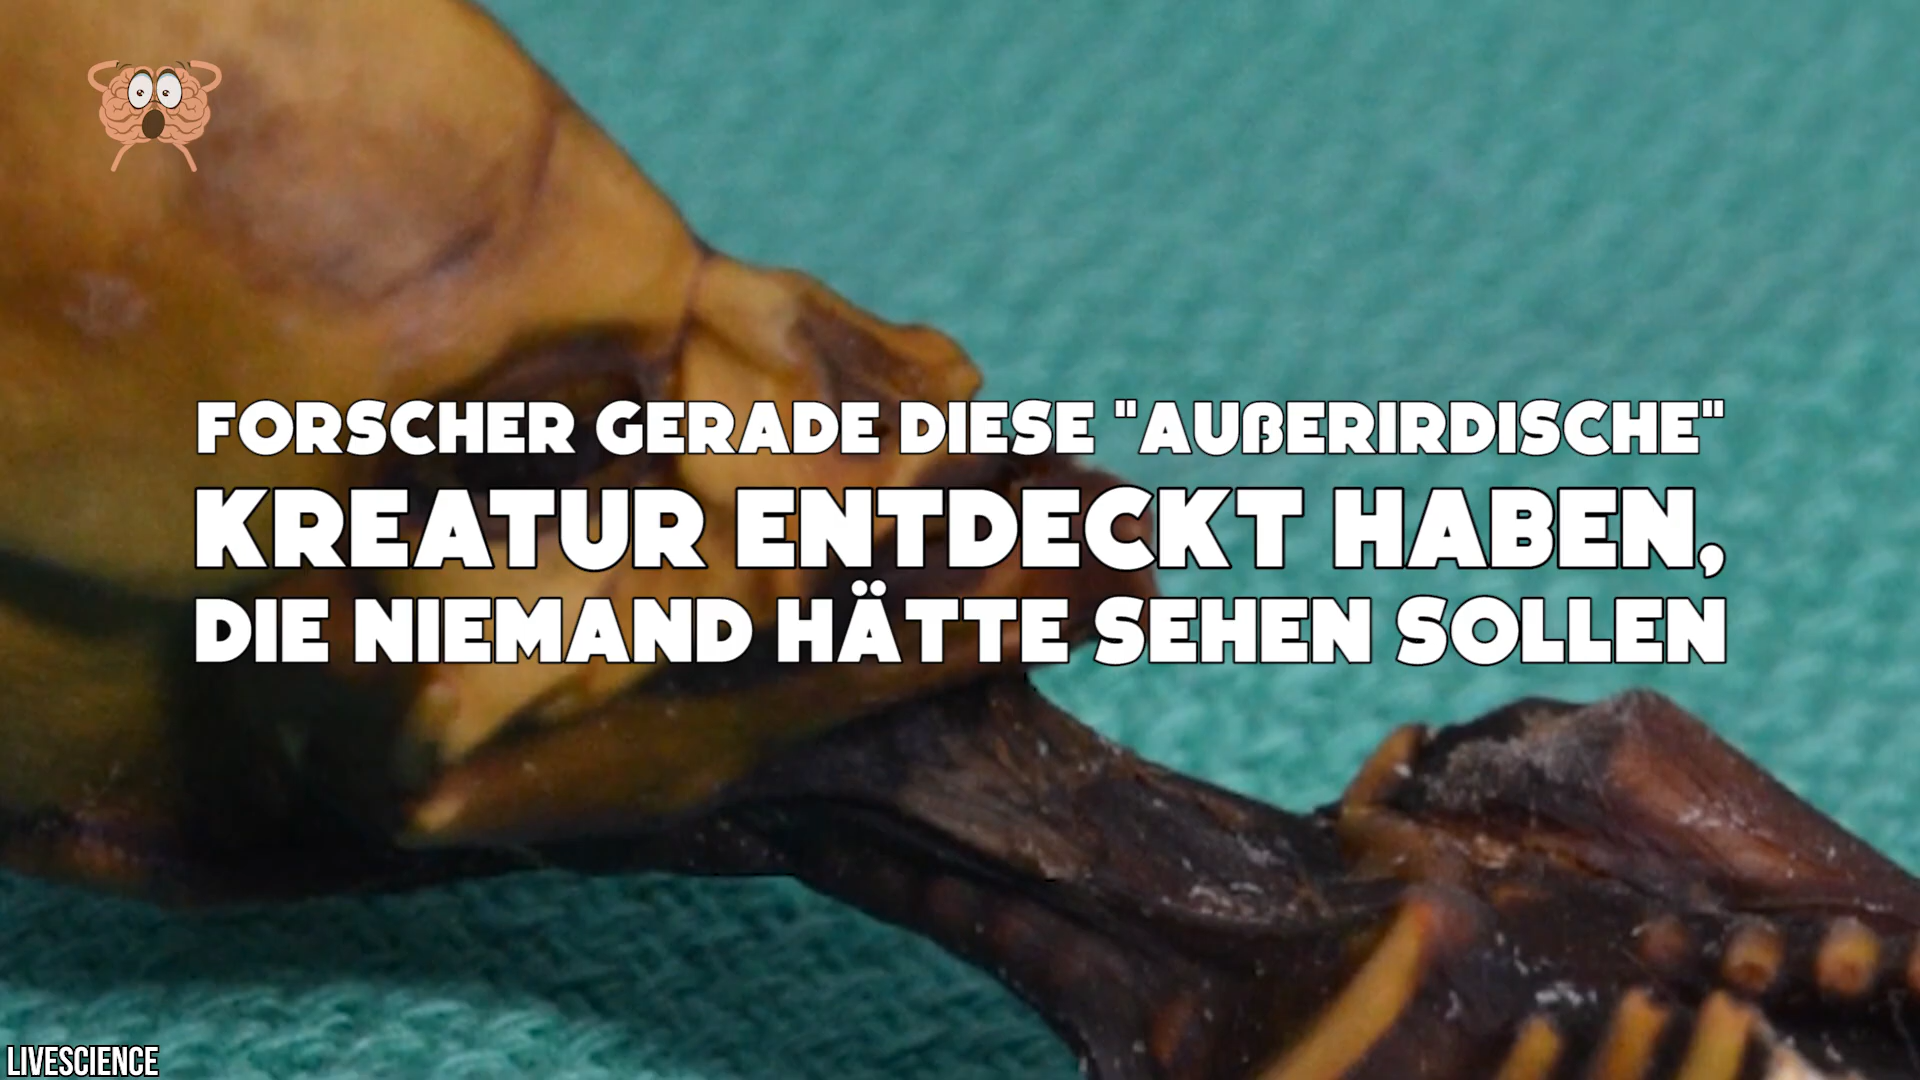 FORSCHER GERADE DIESE "AUßERIRDISCHE"
KREATUR ENTDECKT HABEN,
DIE NIEMAND HÄTTE SEHEN SOLLEN
LIVESCIENCE